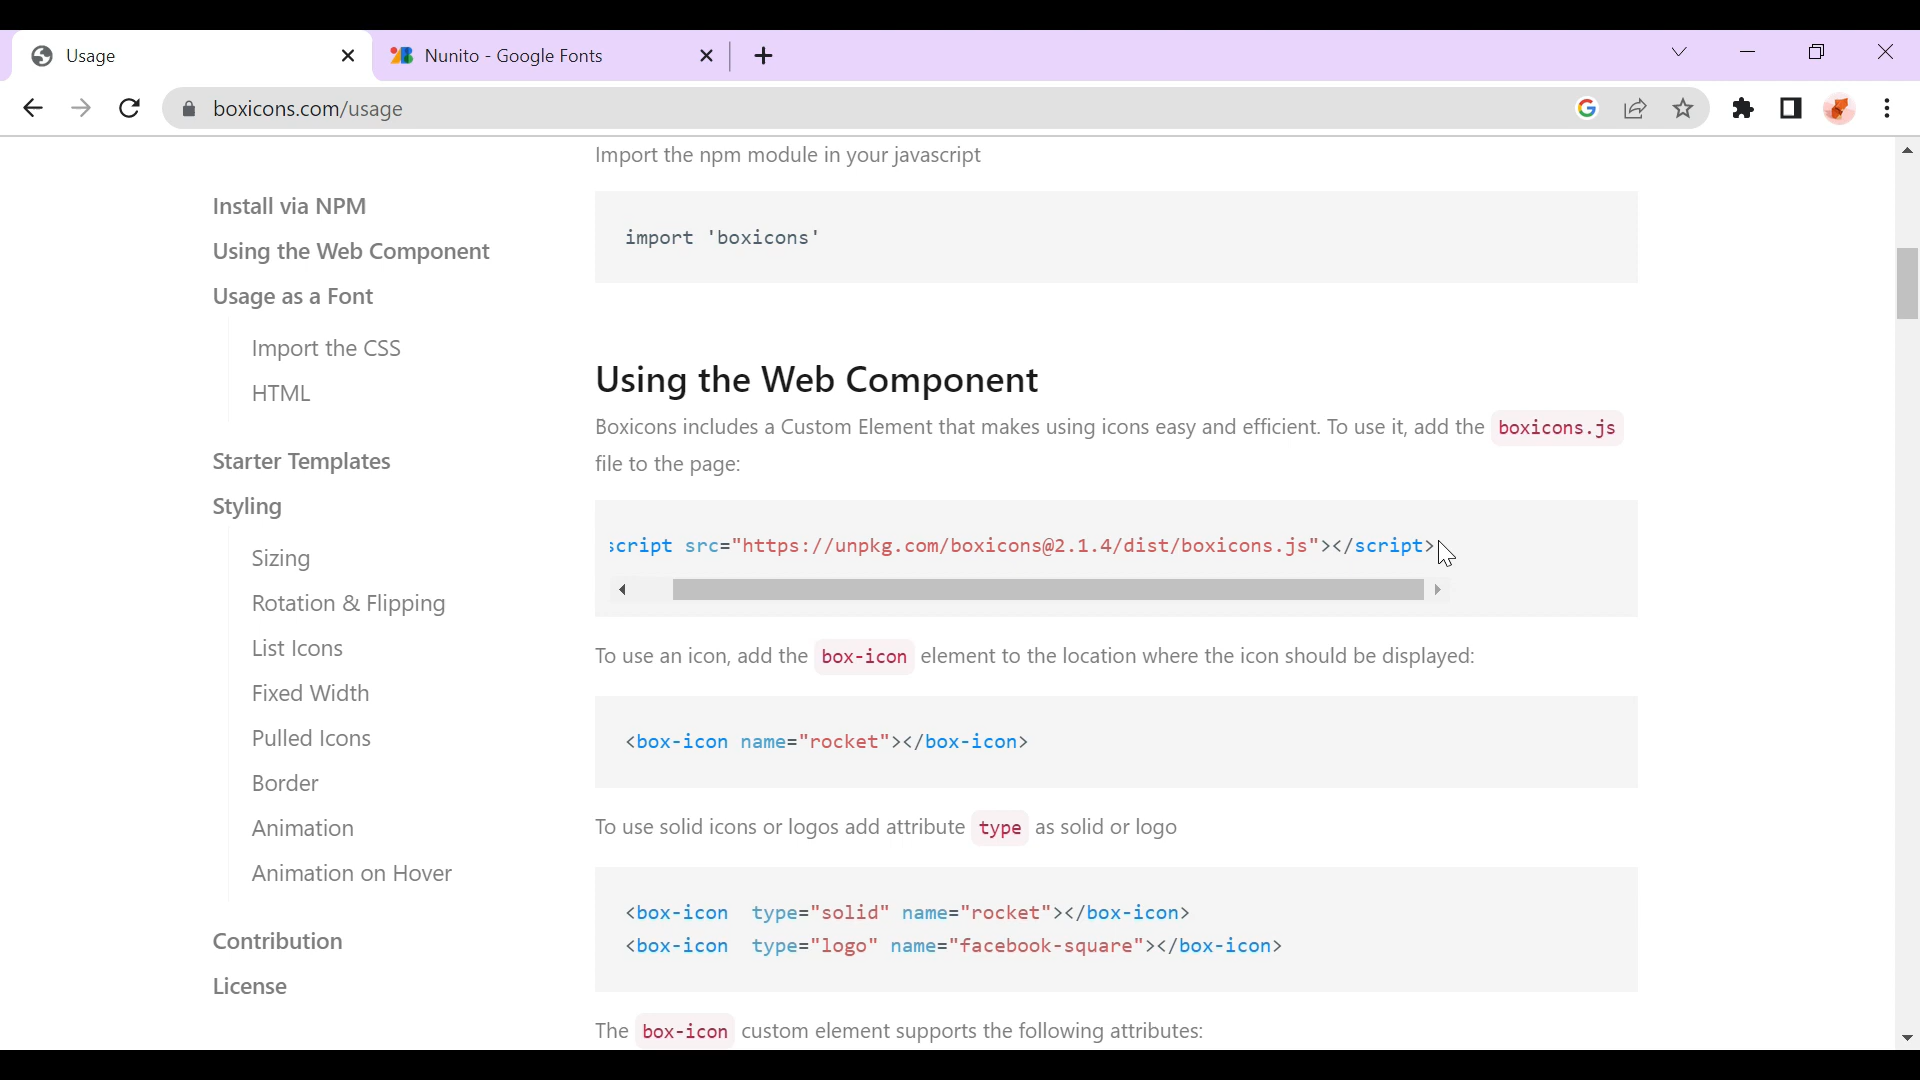 Usage
Nunito - Google Fonts
boxicons.com/usage
Install via NPM
Using the Web Component
Usage as a Font
Import the CSS
HTML
Starter Templates
Styling
Sizing
Rotation & Flipping
List Icons
Fixed Width
Pulled Icons
Border
Animation
Animation on Hover
Contribution
License
Import the npm module in your javascript
import 'boxicons'
Using the Web Component
Boxicons includes a Custom Element that makes using icons easy and efficient. To use it, add the boxicons.js
file to the page:
script src="https://unpkg.com/boxicons@2.1.4/dist/boxicons.js"></script>
To use an icon, add the box-icon element to the location where the icon should be displayed:
<box-icon name="rocket"></box-icon>
To use solid icons or logos add attribute type as solid or logo
<box-icon  type="solid" name="rocket"></box-icon>
<box-icon  type="logo" name="facebook-square"></box-icon>
The box-icon custom element supports the following attributes: